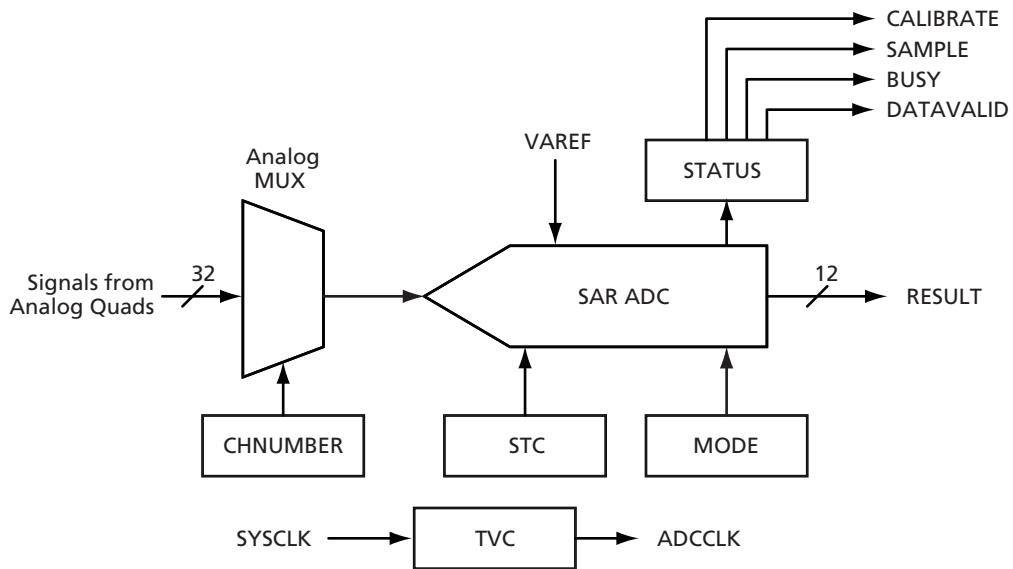 CALIBRATE
SAMPLE
BUSY
DATAVALID
VAREF
STATUS
Analog
MUX
Signals from
Analog Quads
32
SAR ADC
12
RESULT
CHNUMBER
STC
MODE
SYSCLK
TVC
ADCCLK